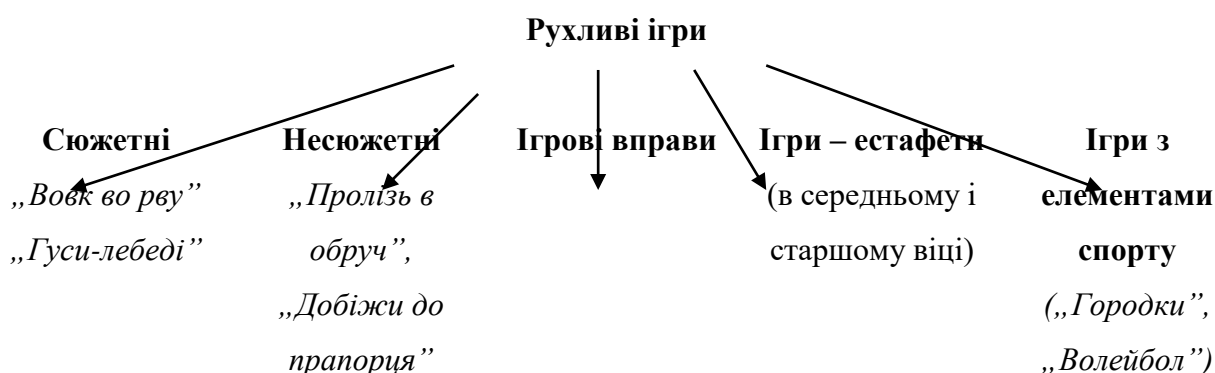 Рухливі ігри
Сюжетні
„Вовк во рву”
„Гуси-лебеді”
Несюжетні
„Пролізь в
обруч”,
„Добіжи до
прапорця”
Ігрові вправи
Ігри – естафети
(в середньому і
старшому віці)
Ігри з
елементами
спорту
(„Городки”,
„Волейбол”)